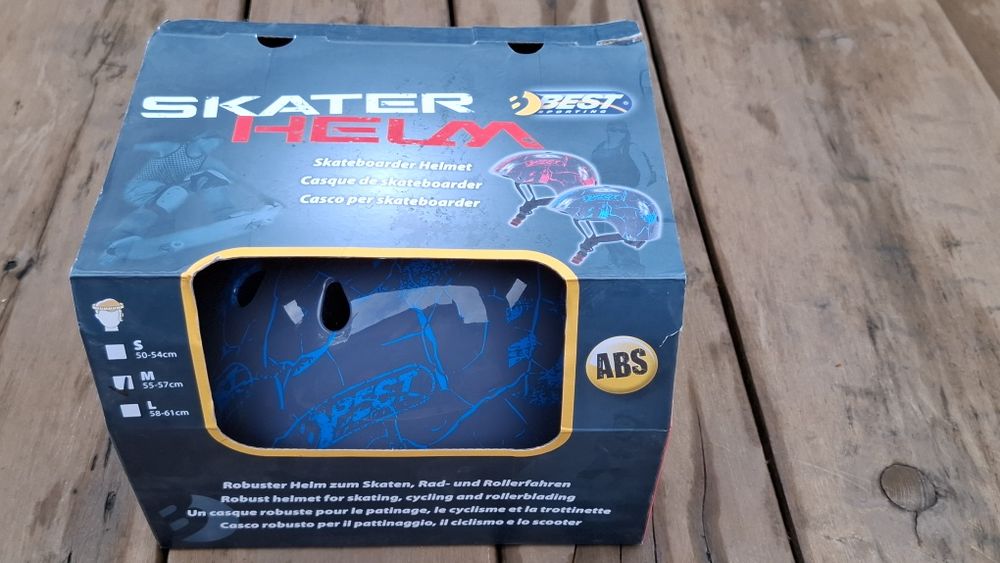 SKATER
HELM
BEST
SPORTING
Skateboarder Helmet
Casque de skateboarder
Casco per skateboarder
S
50-54cm
M
55-57cm
L
58-61cm
ABS
BEST
Robuster Helm zum Skaten, Rad- und Rollerfahren
Robust helmet for skating, cycling and rollerblading
Un casque robuste pour le patinage, le cyclisme et la trottinette
Casco robusto per il pattinaggio, il ciclismo e lo scooter